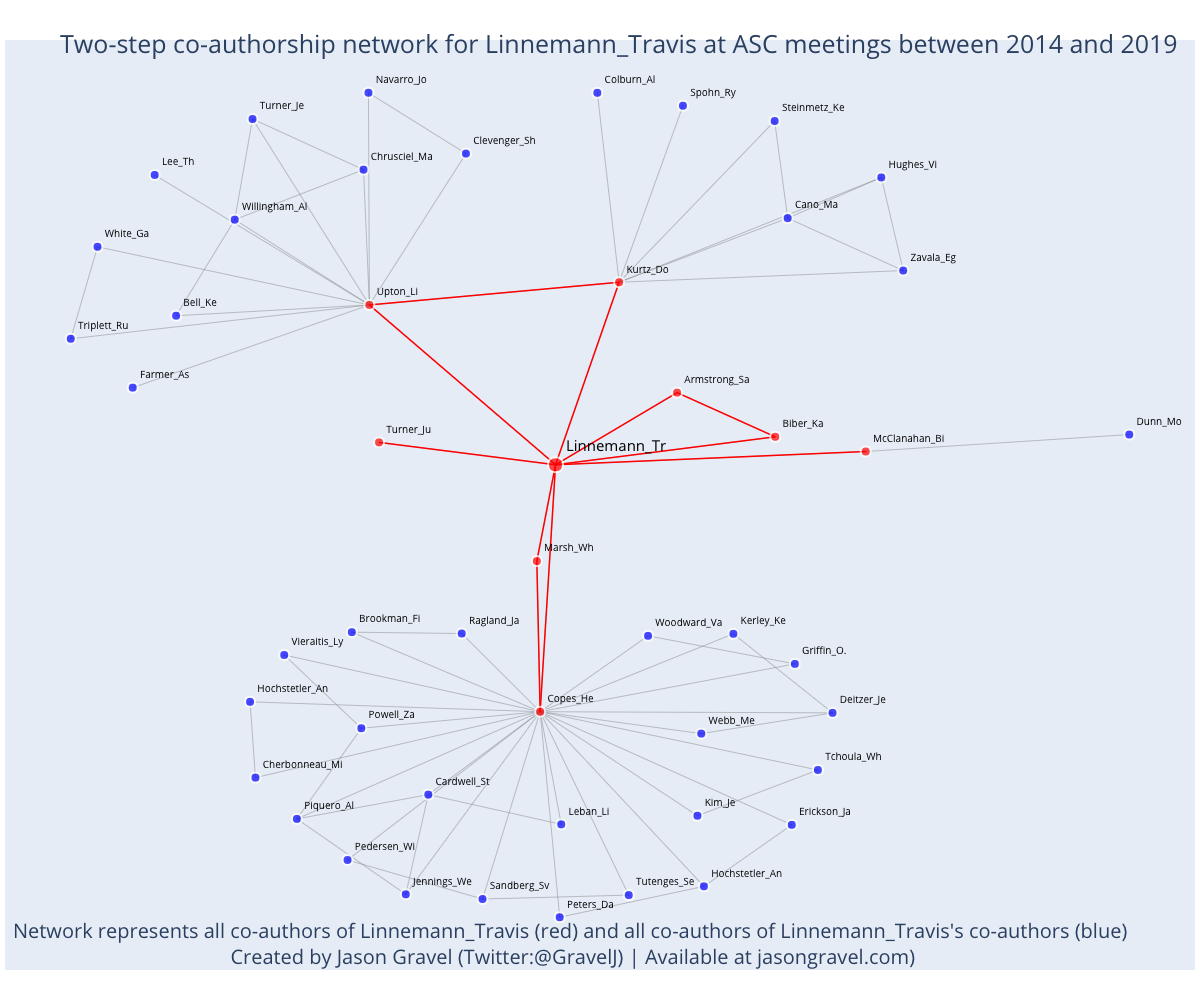 Two-step co-authorship network for Linnemann_Travis at ASC meetings between 2014 and 2019
Navarro_Jo
Colburn_Al
Spohn_Ry
Turner_Je
Steinmetz_Ke
Clevenger_Sh
Chrusciel_Ma
Lee_Th
Hughes_Vi
Willingham_Al
Cano_Ma
White_Ga
Zavala_Eg
Kurtz_Do
Upton_Li
Bell_Ke
Triplett_Ru
Farmer_As
Armstrong_Sa
Biber_Ka
Dunn_Mo
Turner_Ju
McClanahan_Bi
Linnemann_Tr
Marsh_Wh
Brookman_Fi
Ragland_Ja
Woodward_Va
Kerley_Ke
Vieraitis_Ly
Griffin_O.
Hochstetler_An
Copes_He
Deitzer_Je
Powell_Za
Webb_Me
Cherbonneau_Mi
Tchoula_Wh
Cardwell_St
Piquero_Al
Leban_Li
Kim_Je
Erickson_Ja
Pedersen_Wi
Jennings_We
Sandberg_Sv
Tutenges_Se
Hochstetler_An
Peters_Da
Network represents all co-authors of Linnemann_Travis (red) and all co-authors of Linnemann_Travis's co-authors (blue)
Created by Jason Gravel (Twitter:@GravelJ) | Available at jasongravel.com)